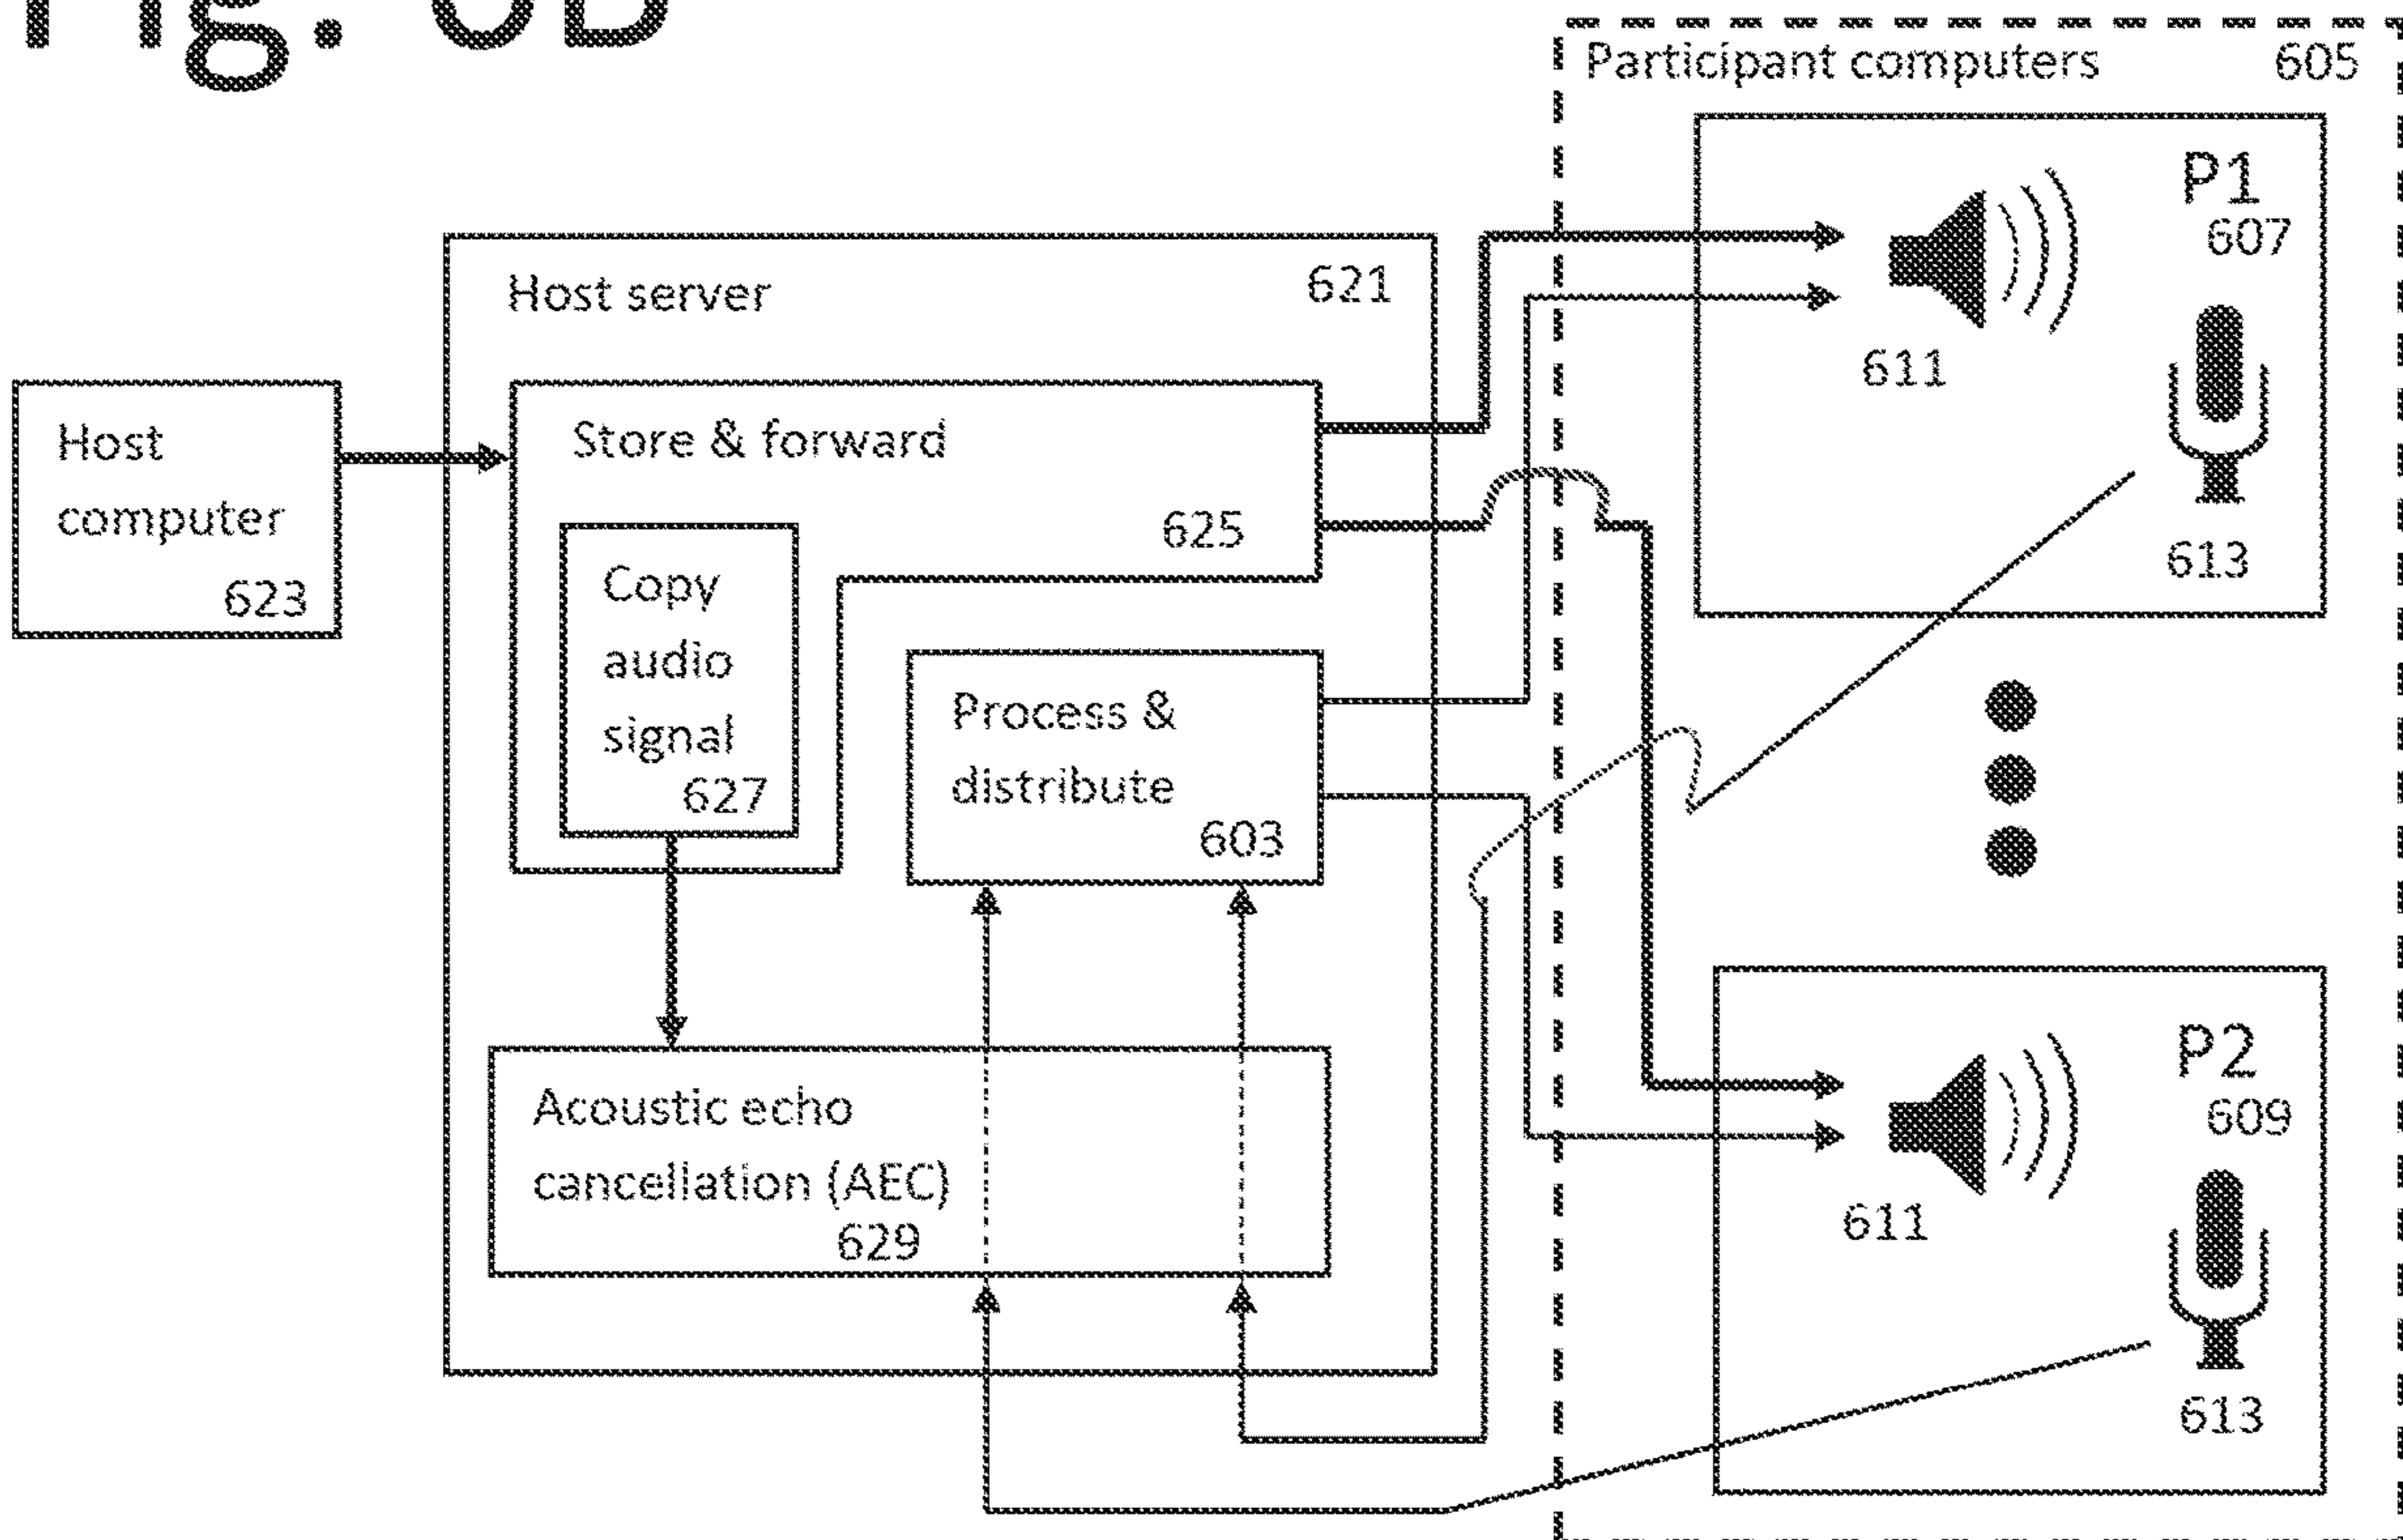 Participant computers 605
P1
607
611
613
Host server 621
Host
computer
623
Store & forward
625
Copy
audio
signal
627
Process &
distribute
603
Acoustic echo
cancellation (AEC)
629
P2
609
611
613